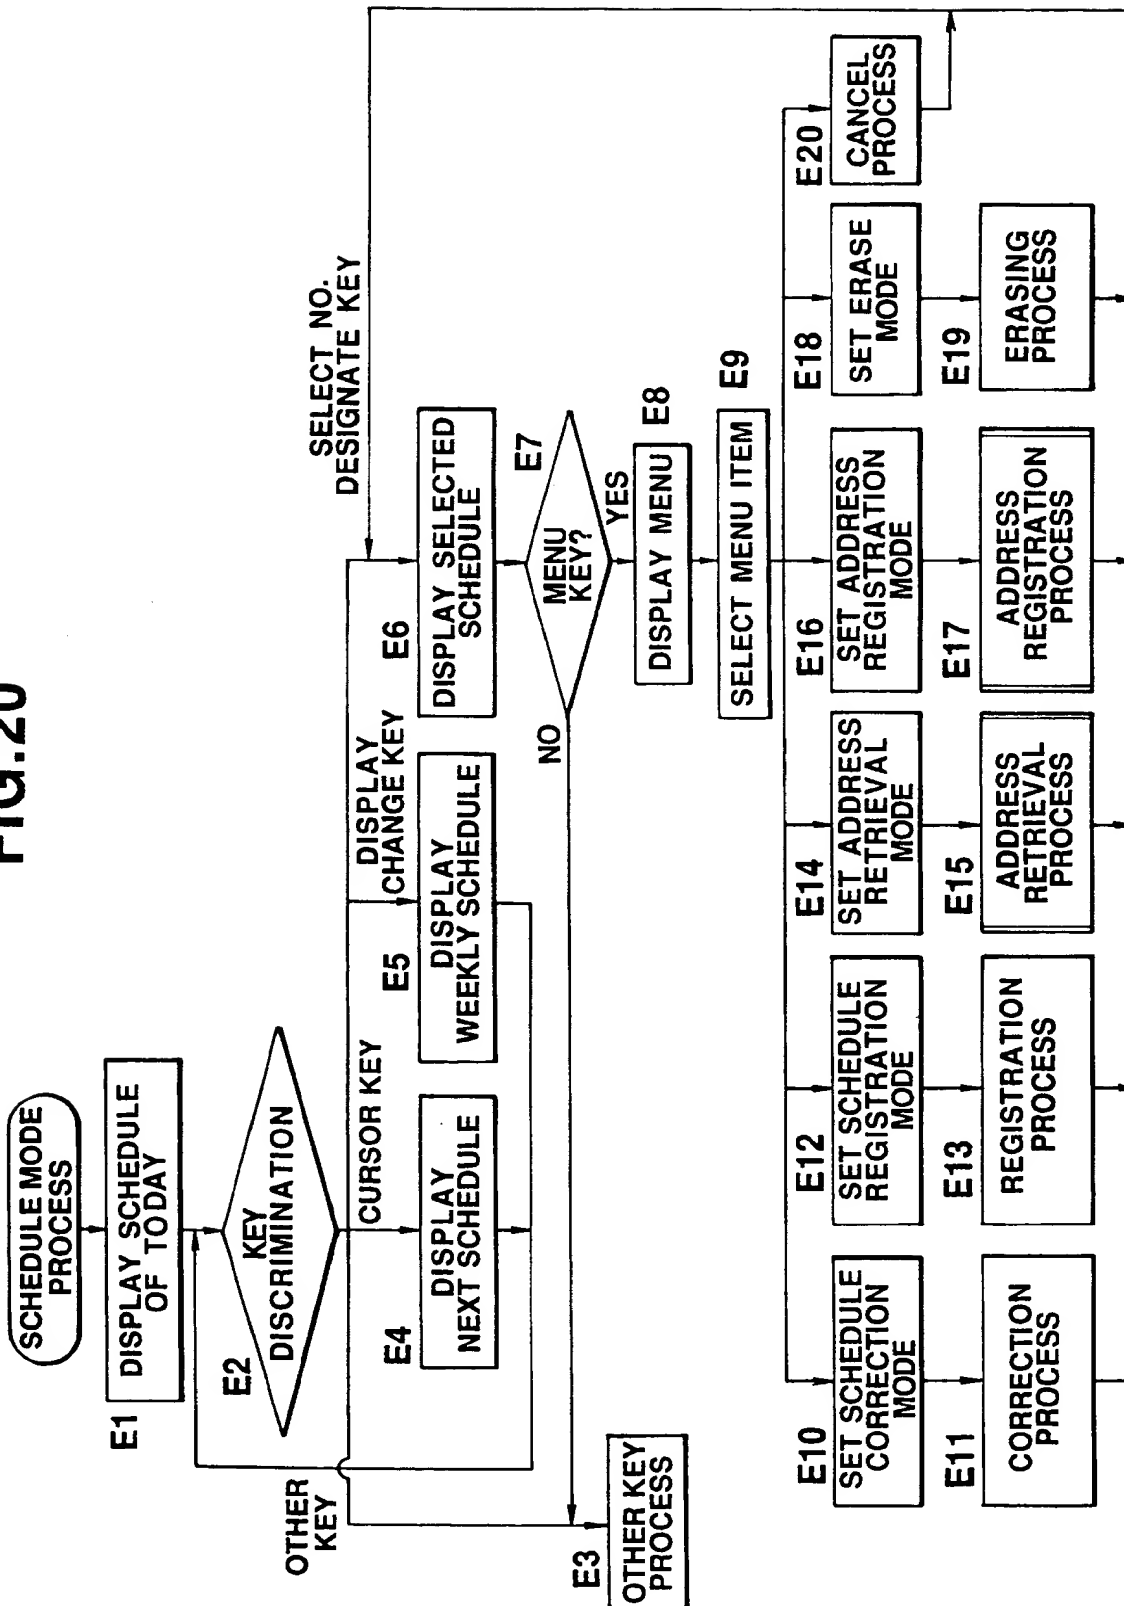 FIG.20
SCHEDULE MODE
PROCESS
E1
DISPLAY SCHEDULE
OF TODAY
E2
KEY
DISCRIMINATION
OTHER
KEY
CURSOR KEY
DISPLAY
CHANGE KEY
SELECT NO.
DESIGNATE KEY
E3
OTHER KEY
PROCESS
E4
DISPLAY
NEXT SCHEDULE
E5
DISPLAY
WEEKLY SCHEDULE
E6
DISPLAY SELECTED
SCHEDULE
E7
MENU
KEY?
NO
YES
E8
DISPLAY MENU
E9
SELECT MENU ITEM
E10
SET SCHEDULE
CORRECTION
MODE
E11
CORRECTION
PROCESS
E12
SET SCHEDULE
REGISTRATION
MODE
E13
REGISTRATION
PROCESS
E14
SET ADDRESS
RETRIEVAL
MODE
E15
ADDRESS
RETRIEVAL
PROCESS
E16
SET ADDRESS
REGISTRATION
MODE
E17
ADDRESS
REGISTRATION
PROCESS
E18
SET ERASE
MODE
E19
ERASING
PROCESS
E20
CANCEL
PROCESS